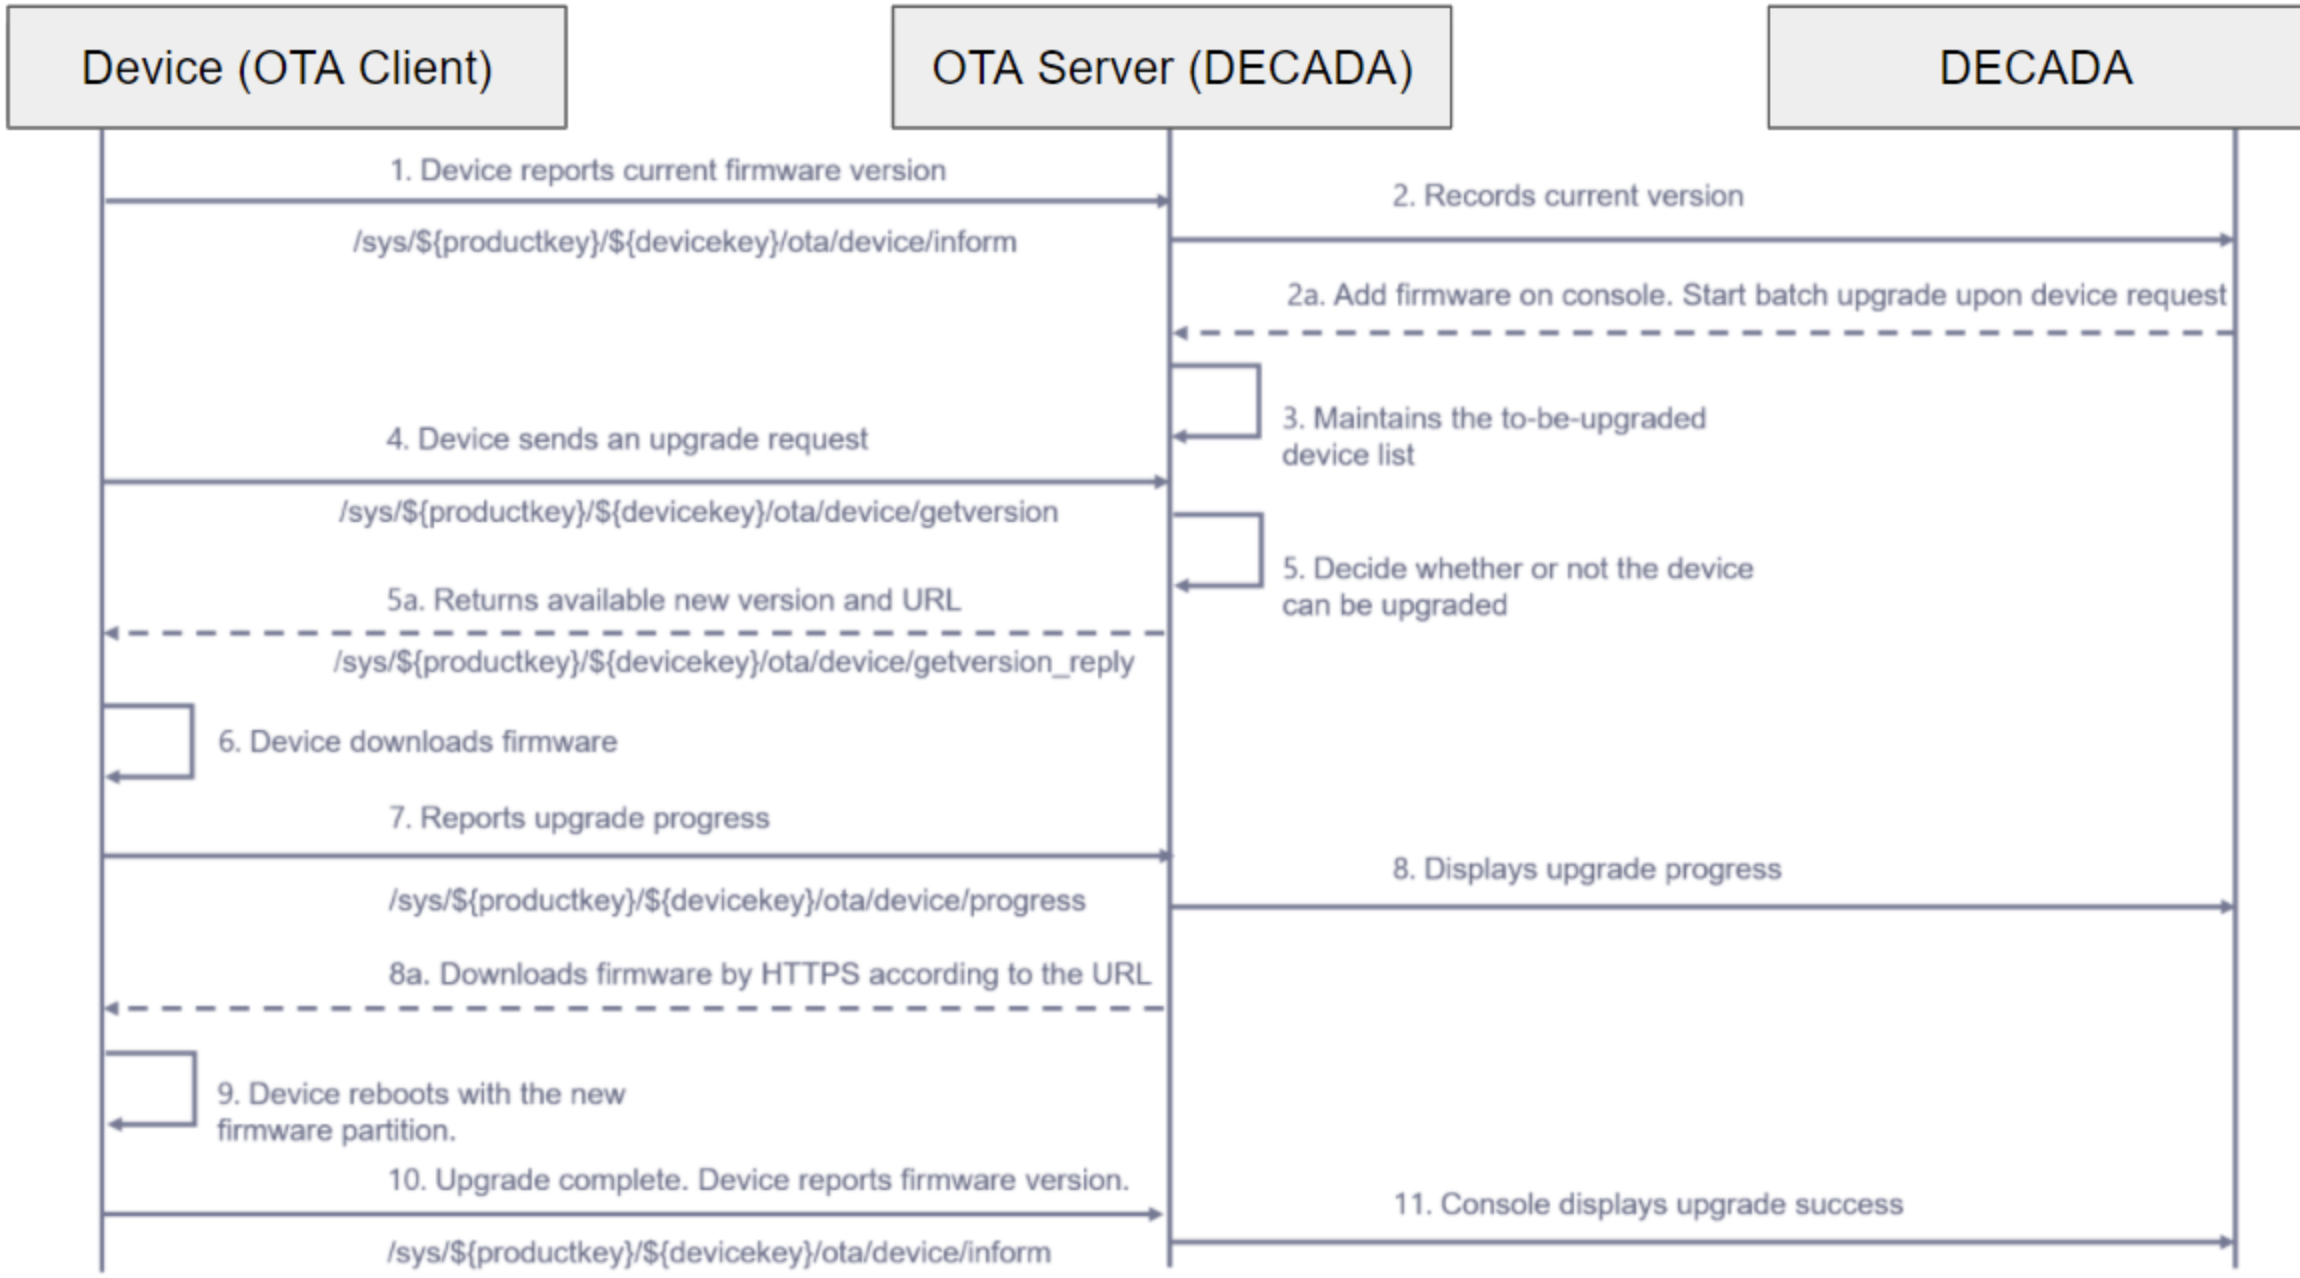 Device (OTA Client)
OTA Server (DECADA)
DECADA
1. Device reports current firmware version
/sys/${productkey}/${devicekey}/ota/device/inform
2. Records current version
2a. Add firmware on console. Start batch upgrade upon device request
3. Maintains the to-be-upgraded
device list
4. Device sends an upgrade request
/sys/${productkey}/${devicekey}/ota/device/getversion
5. Decide whether or not the device
can be upgraded
5a. Returns available new version and URL
/sys/${productkey}/${devicekey}/ota/device/getversion_reply
6. Device downloads firmware
7. Reports upgrade progress
/sys/${productkey}/${devicekey}/ota/device/progress
8. Displays upgrade progress
8a. Downloads firmware by HTTPS according to the URL
9. Device reboots with the new
firmware partition.
10. Upgrade complete. Device reports firmware version.
/sys/${productkey}/${devicekey}/ota/device/inform
11. Console displays upgrade success